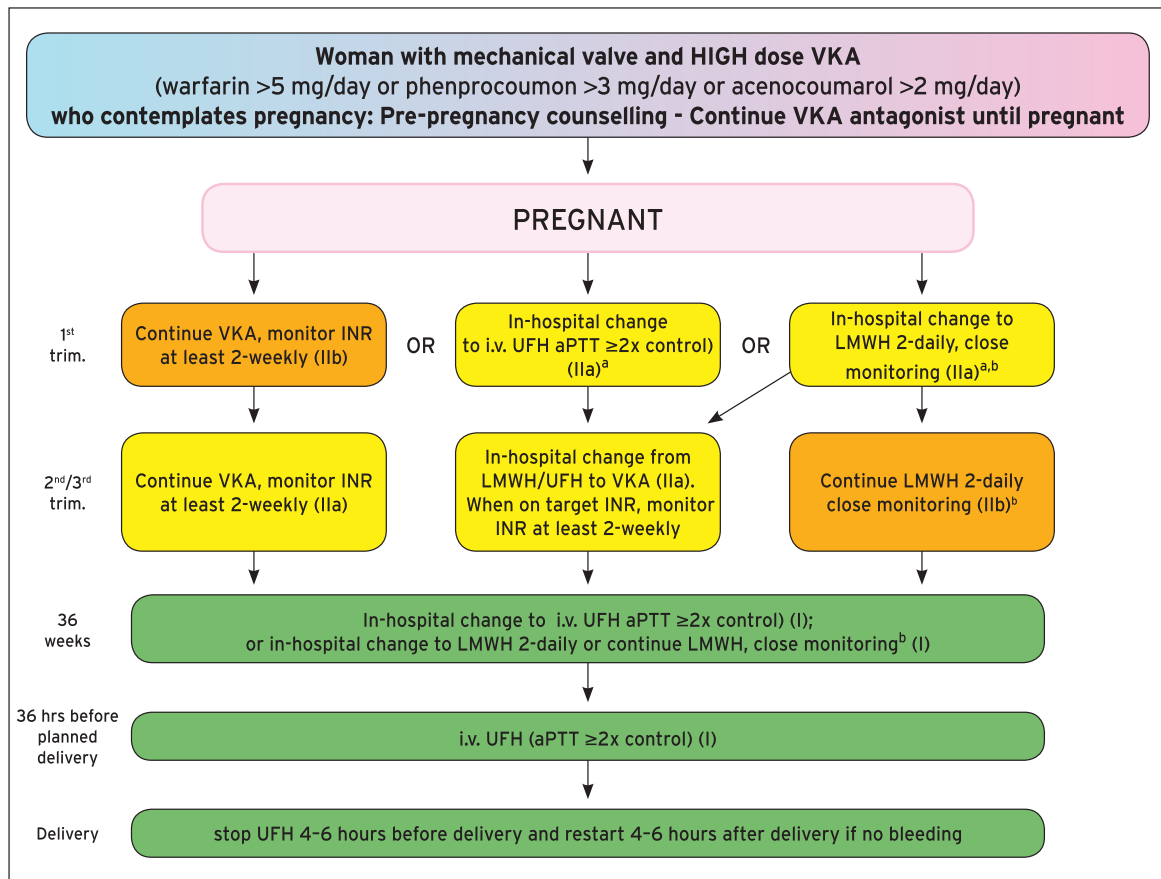 Woman with mechanical valve and HIGH dose VKA
(warfarin >5 mg/day or phenprocoumon >3 mg/day or acenocoumarol >2 mg/day)
who contemplates pregnancy: Pre-pregnancy counselling - Continue VKA antagonist until pregnant
PREGNANT
1st
trim.
Continue VKA, monitor INR
at least 2-weekly (IIb)
OR
In-hospital change
to i.v. UFH aPTT ≥2x control)
(IIa)a
OR
In-hospital change to
LMWH 2-daily, close
monitoring (IIa)a,b
2nd/3rd
trim.
Continue VKA, monitor INR
at least 2-weekly (IIa)
In-hospital change from
LMWH/UFH to VKA (IIa).
When on target INR, monitor
INR at least 2-weekly
Continue LMWH 2-daily
close monitoring (IIb)b
36
weeks
In-hospital change to i.v. UFH aPTT ≥2x control) (I);
or in-hospital change to LMWH 2-daily or continue LMWH, close monitoringb (I)
36 hrs before
planned
delivery
i.v. UFH (aPTT ≥2x control) (I)
Delivery
stop UFH 4–6 hours before delivery and restart 4–6 hours after delivery if no bleeding